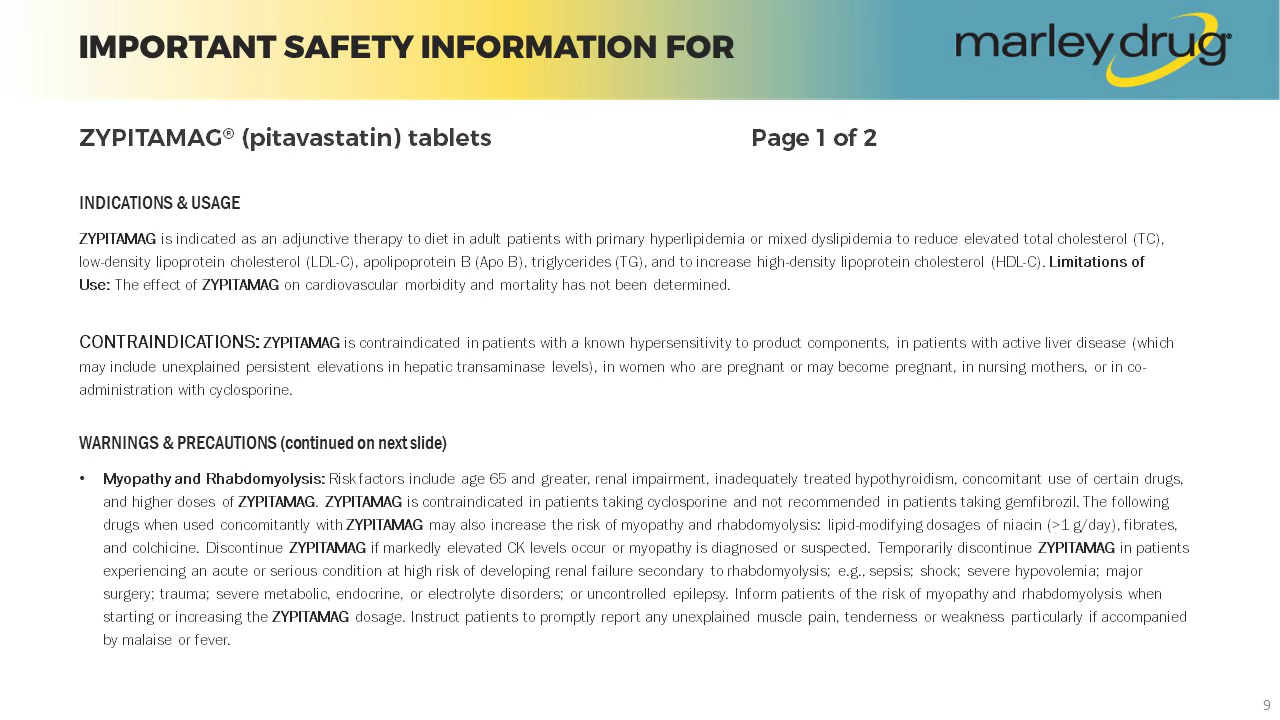 IMPORTANT SAFETY INFORMATION FOR
marley drug®
ZYPITAMAG® (pitavastatin) tablets
Page 1 of 2
INDICATIONS & USAGE
ZYPITAMAG is indicated as an adjunctive therapy to diet in adult patients with primary hyperlipidemia or mixed dyslipidemia to reduce elevated total cholesterol (TC),
low-density lipoprotein cholesterol (LDL-C), apolipoprotein B (Apo B), triglycerides (TG), and to increase high-density lipoprotein cholesterol (HDL-C). Limitations of
Use: The effect of ZYPITAMAG on cardiovascular morbidity and mortality has not been determined.
CONTRAINDICATIONS: ZYPITAMAG is contraindicated in patients with a known hypersensitivity to product components, in patients with active liver disease (which
may include unexplained persistent elevations in hepatic transaminase levels), in women who are pregnant or may become pregnant, in nursing mothers, or in co-
administration with cyclosporine.
WARNINGS & PRECAUTIONS (continued on next slide)
• Myopathy and Rhabdomyolysis: Risk factors include age 65 and greater, renal impairment, inadequately treated hypothyroidism, concomitant use of certain drugs,
and higher doses of ZYPITAMAG. ZYPITAMAG is contraindicated in patients taking cyclosporine and not recommended in patients taking gemfibrozil. The following
drugs when used concomitantly with ZYPITAMAG may also increase the risk of myopathy and rhabdomyolysis: lipid-modifying dosages of niacin (>1 g/day), fibrates,
and colchicine. Discontinue ZYPITAMAG if markedly elevated CK levels occur or myopathy is diagnosed or suspected. Temporarily discontinue ZYPITAMAG in patients
experiencing an acute or serious condition at high risk of developing renal failure secondary to rhabdomyolysis; e.g., sepsis; shock; severe hypovolemia; major
surgery; trauma; severe metabolic, endocrine, or electrolyte disorders; or uncontrolled epilepsy. Inform patients of the risk of myopathy and rhabdomyolysis when
starting or increasing the ZYPITAMAG dosage. Instruct patients to promptly report any unexplained muscle pain, tenderness or weakness particularly if accompanied
by malaise or fever.
9